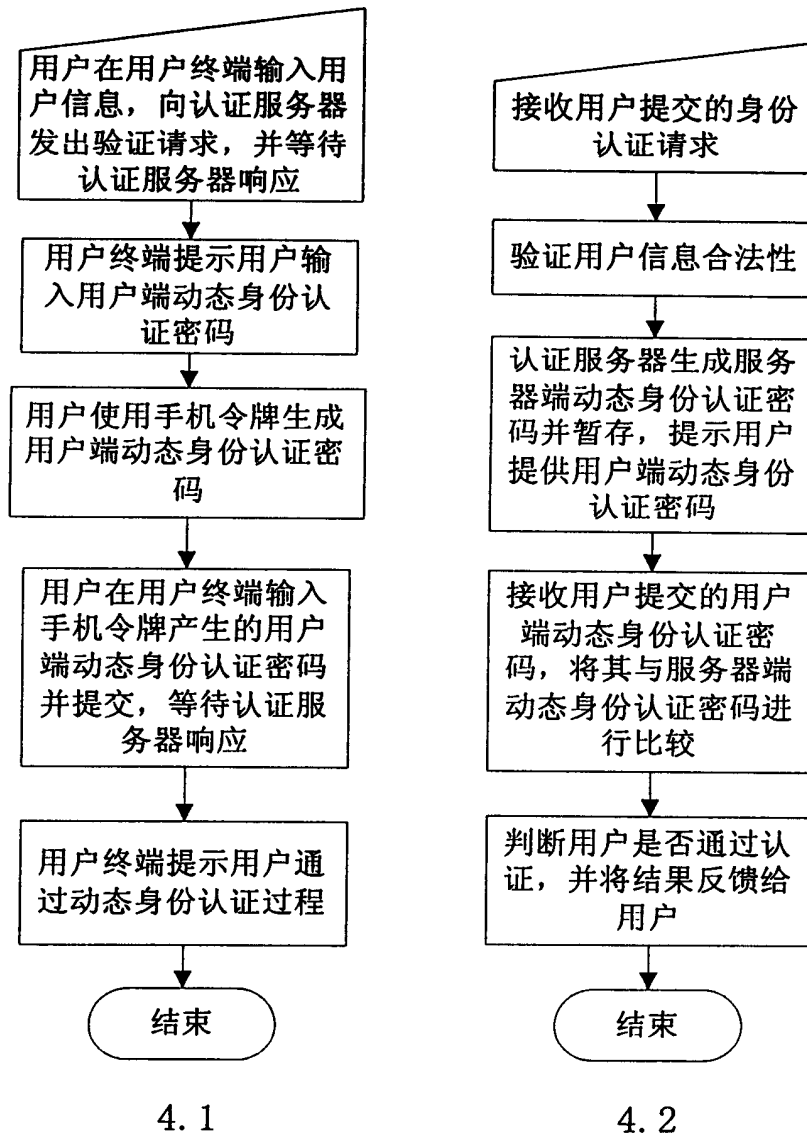 用户在用户终端输入用
户信息，向认证服务器
发出验证请求，并等待
认证服务器响应
用户终端提示用户输
入用户端动态身份认
证密码
用户使用手机令牌生成
用户端动态身份认证密
码
用户在用户终端输入
手机令牌产生的用户
端动态身份认证密码
并提交，等待认证服
务器响应
用户终端提示用户通
过动态身份认证过程
结束
4.1
接收用户提交的身份
认证请求
验证用户信息合法性
认证服务器生成服务
器端动态身份认证密
码并暂存，提示用户
提供用户端动态身份
认证密码
接收用户提交的用户
端动态身份认证密
码，将其与服务器端
动态身份认证密码进
行比较
判断用户是否通过认
证，并将结果反馈给
用户
结束
4.2